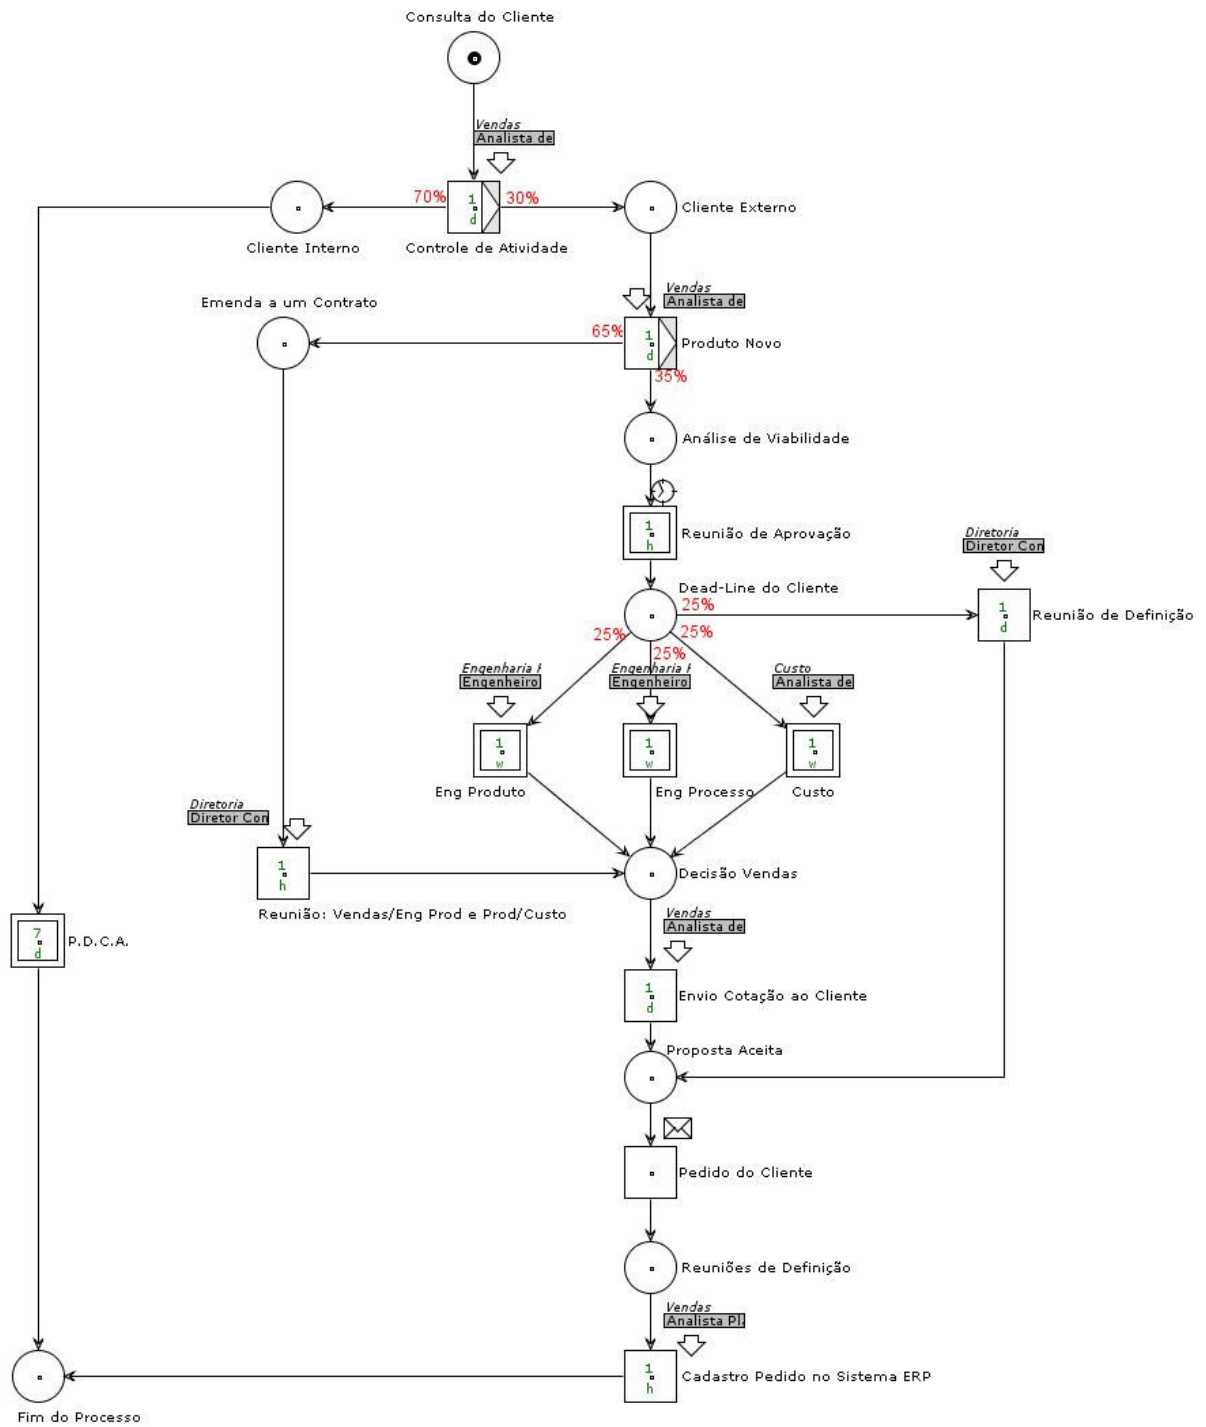 Consulta do Cliente
Vendas
Analista de
70%
1
d
30%
Cliente Externo
Cliente Interno
Controle de Atividade
Vendas
Analista de
Emenda a um Contrato
65%
1
d
Produto Novo
35%
Análise de Viabilidade
1
h
Reunião de Aprovação
Diretoria
Diretor Con
Dead-Line do Cliente
25%
1
d
Reunião de Definição
25%
25%
25%
Engenharia
Engenheiro
Engenharia
Engenheiro
Custo
Analista de
1
w
1
w
1
w
Eng Produto
Eng Processo
Custo
Diretoria
Diretor Con
1
h
Decisão Vendas
Reunião: Vendas/Eng Prod e Prod/Custo
Vendas
Analista de
7
d
P.D.C.A.
1
d
Envio Cotação ao Cliente
Proposta Aceita
Pedido do Cliente
Reuniões de Definição
Vendas
Analista Pl.
1
h
Cadastro Pedido no Sistema ERP
Fim do Processo